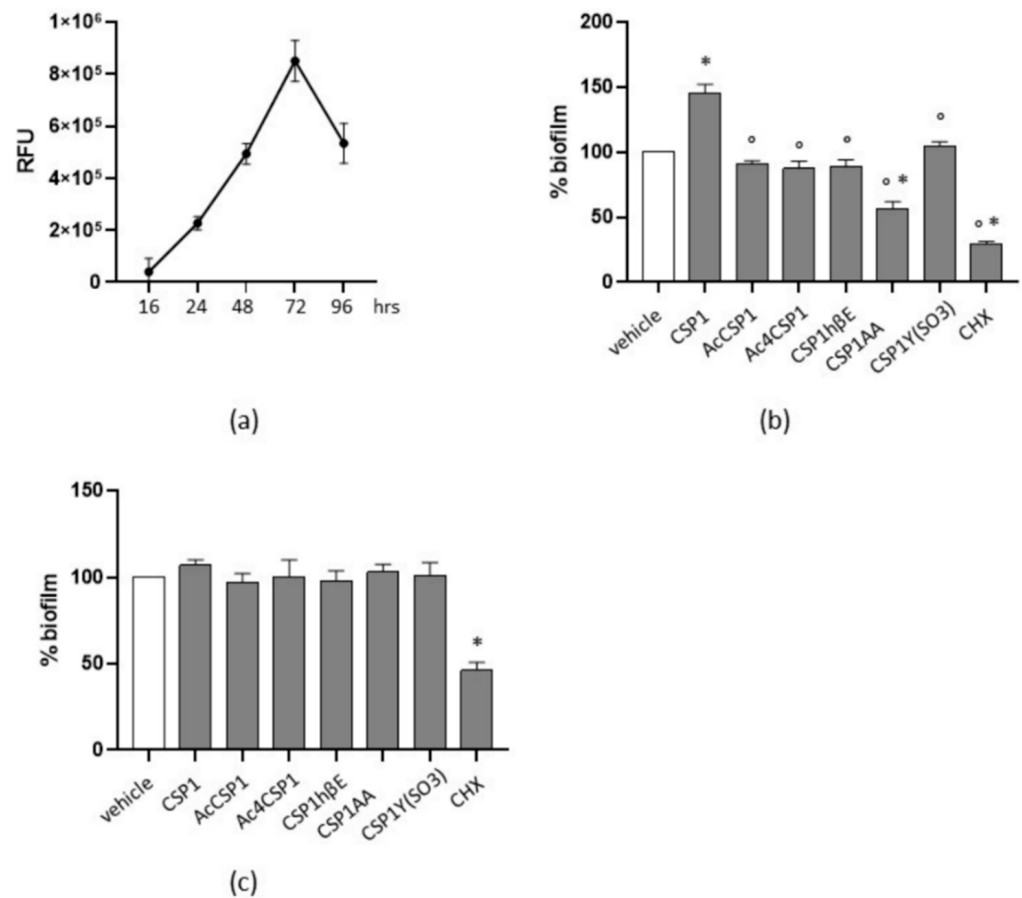 1×10⁶
8×10⁵
6×10⁵
4×10⁵
2×10⁵
0
RFU
16 24 48 72 96 hrs
(a)
200
150
100
50
0
% biofilm
*
°
°
°
° *
°
° *
vehicle
CSP1
AcCSP1
Ac4CSP1
CSP1hβE
CSP1AA
CSP1Y(SO3)
CHX
(b)
150
100
50
0
% biofilm
*
vehicle
CSP1
AcCSP1
Ac4CSP1
CSP1hβE
CSP1AA
CSP1Y(SO3)
CHX
(c)